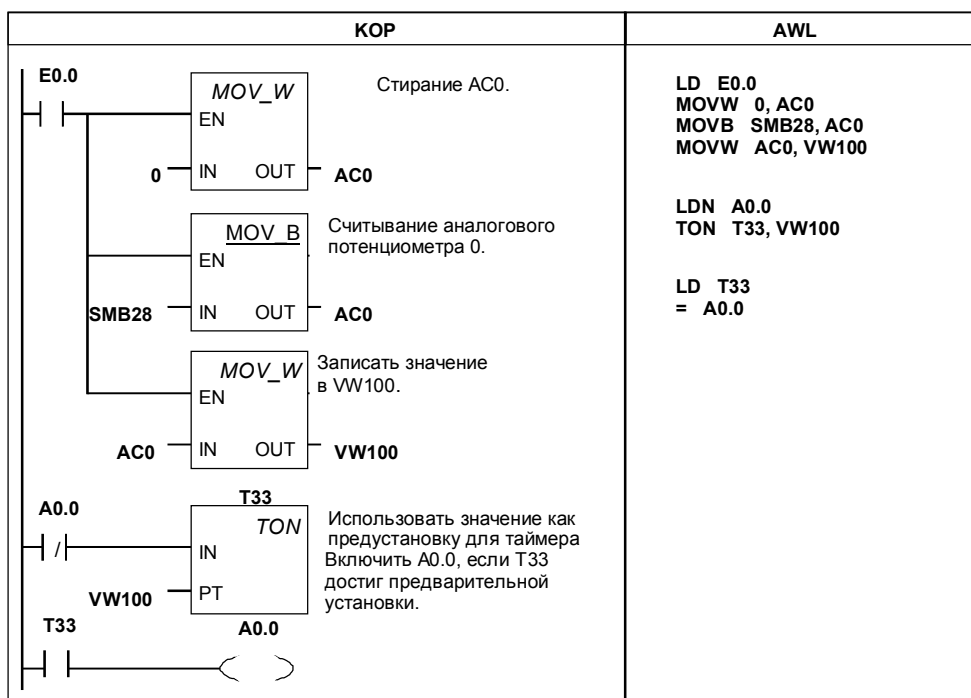 KOP
AWL
E0.0
MOV_W
EN
IN OUT
0
AC0
Стирание AC0.
MOV_B
EN
IN OUT
SMB28
AC0
Считывание аналогового
потенциометра 0.
MOV_W
EN
IN OUT
AC0
VW100
Записать значение
в VW100.
A0.0
/
T33
TON
IN
PT
VW100
Использовать значение как
предустановку для таймера
Включить A0.0, если T33
достиг предварительной
установки.
T33
A0.0
LD E0.0
MOVW 0, AC0
MOVB SMB28, AC0
MOVW AC0, VW100
LDN A0.0
TON T33, VW100
LD T33
= A0.0